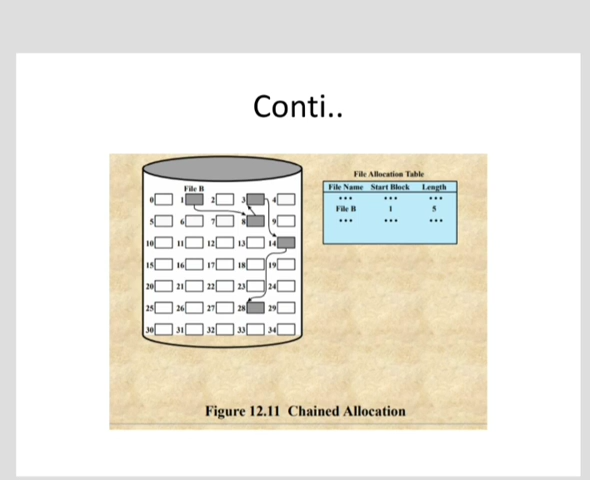 Conti..
File Allocation Table
File B
File Name Start Block Length
... ... ...
File B 1 5
... ... ...
0 1 2 3 4
5 6 7 8 9
10 11 12 13 14
15 16 17 18 19
20 21 22 23 24
25 26 27 28 29
30 31 32 33 34
Figure 12.11 Chained Allocation